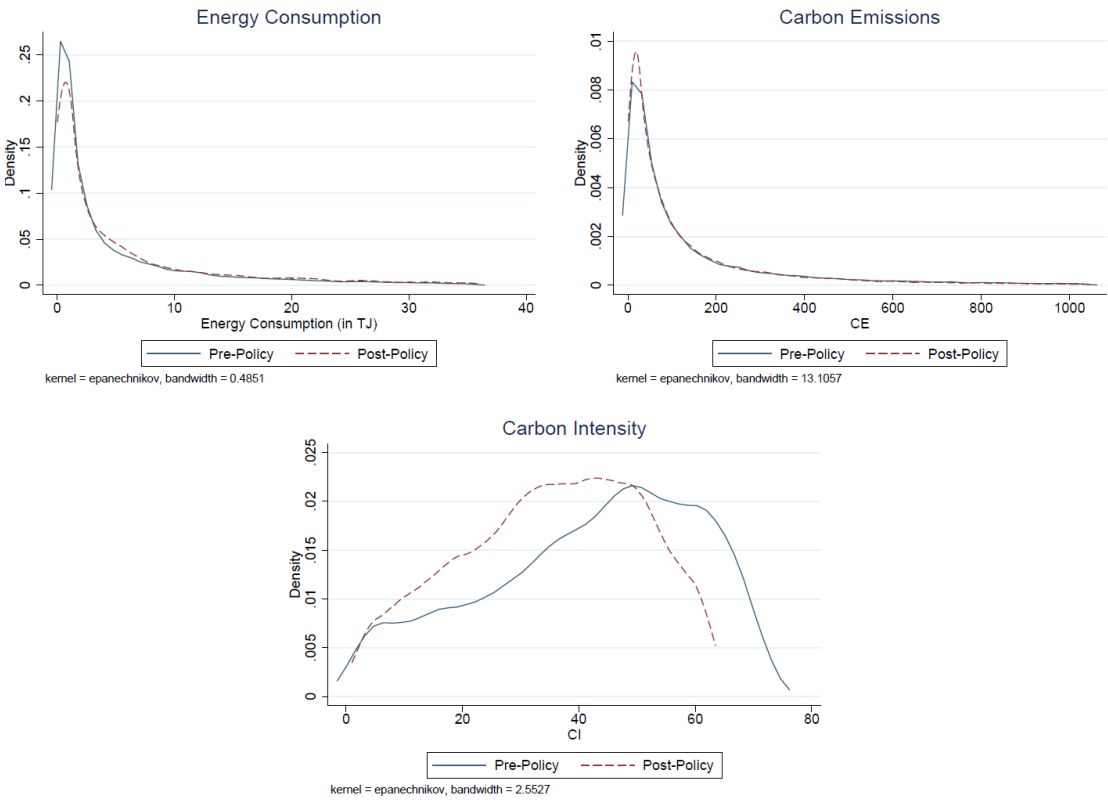 Energy Consumption
Density
.25
.2
.15
.1
.05
0
0 10 20 30 40
Energy Consumption (in TJ)
Pre-Policy Post-Policy
kernel = epanechnikov, bandwidth = 0.4851
Carbon Emissions
Density
.01
.008
.006
.004
.002
0
0 200 400 600 800 1000
CE
Pre-Policy Post-Policy
kernel = epanechnikov, bandwidth = 13.1057
Carbon Intensity
Density
.025
.02
.015
.01
.005
0
0 20 40 60 80
CI
Pre-Policy Post-Policy
kernel = epanechnikov, bandwidth = 2.5527